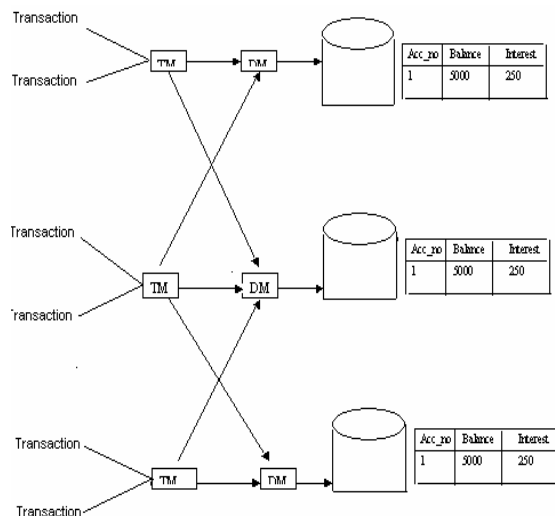 Transaction
Transaction
TM DM
Acc_no Balance Interest
1 5000 250
Transaction
Transaction
TM DM
Acc_no Balance Interest
1 5000 250
Transaction
Transaction
TM DM
Acc_no Balance Interest
1 5000 250